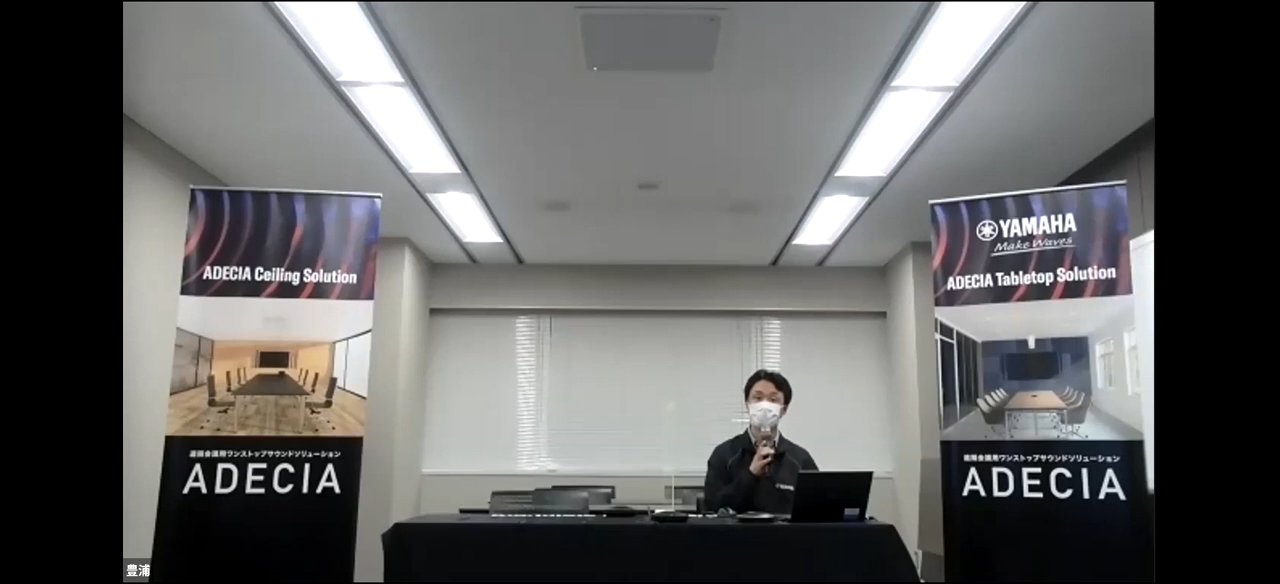 ADECIA Ceiling Solution
遠隔会議用ワンストップサウンドソリューション
ADECIA
YAMAHA
Make Waves
ADECIA Tabletop Solution
遠隔会議用ワンストップサウンドソリューション
ADECIA
豊浦